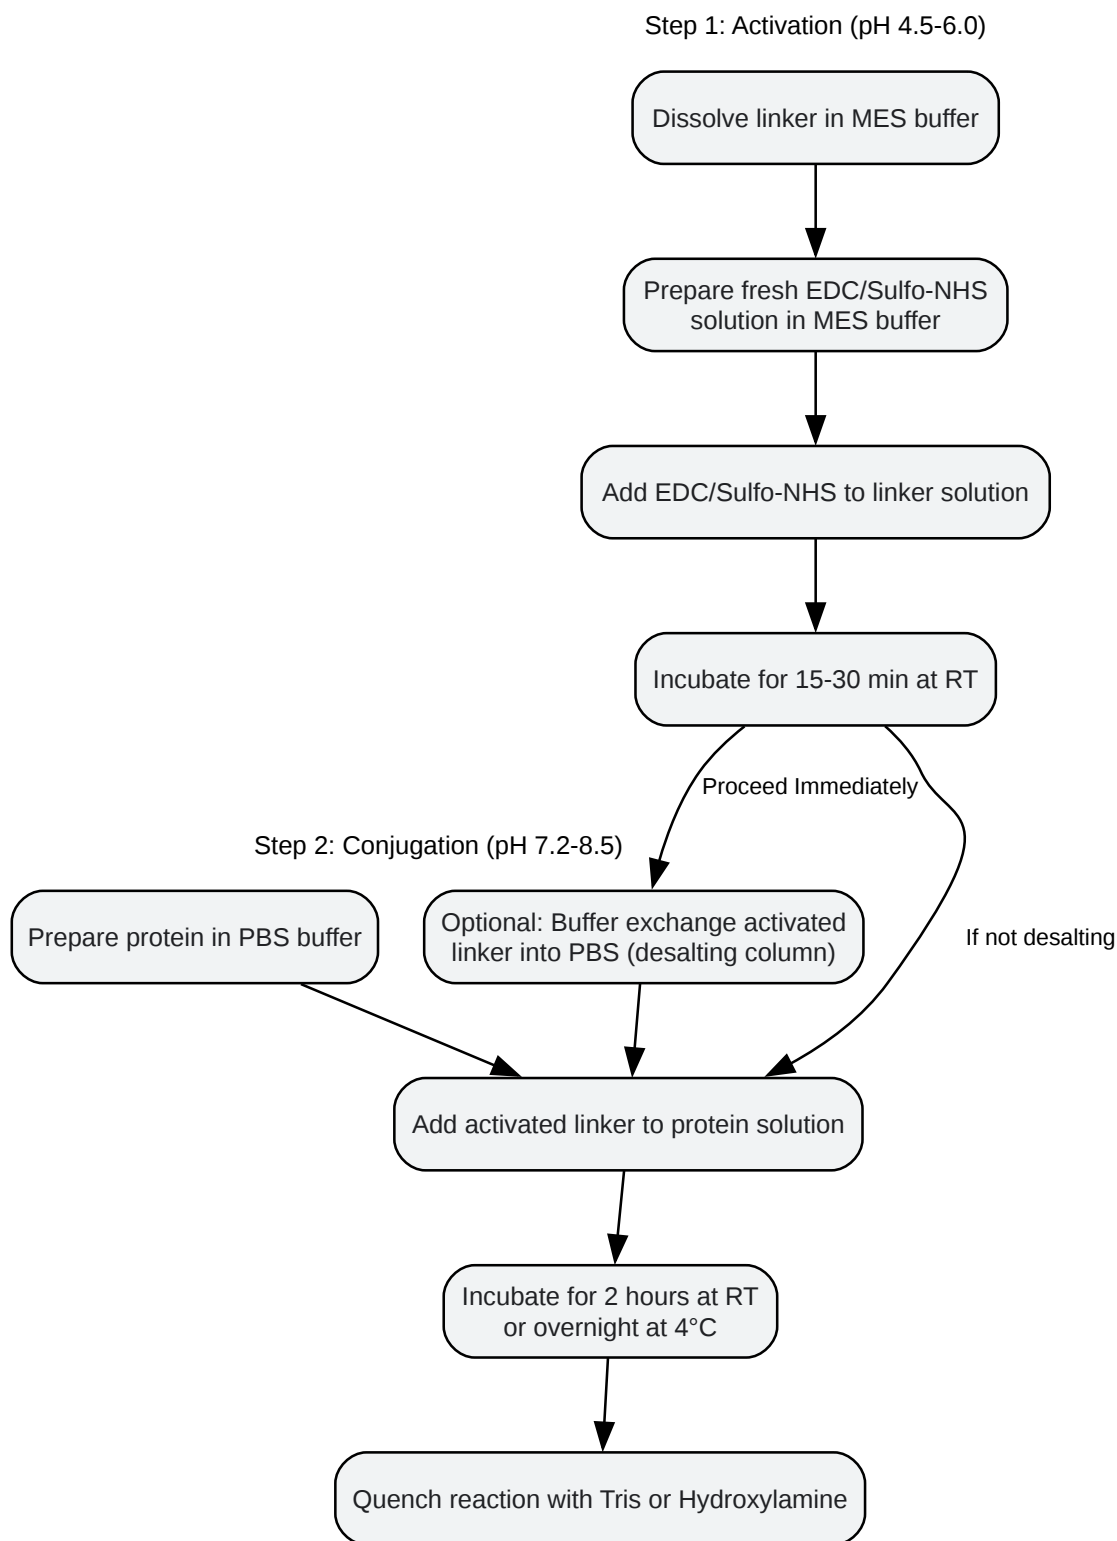 Step 1: Activation (pH 4.5-6.0)
Dissolve linker in MES buffer
Prepare fresh EDC/Sulfo-NHS
solution in MES buffer
Add EDC/Sulfo-NHS to linker solution
Incubate for 15-30 min at RT
Proceed Immediately
Step 2: Conjugation (pH 7.2-8.5)
Prepare protein in PBS buffer
Optional: Buffer exchange activated
linker into PBS (desalting column)
If not desalting
Add activated linker to protein solution
Incubate for 2 hours at RT
or overnight at 4°C
Quench reaction with Tris or Hydroxylamine